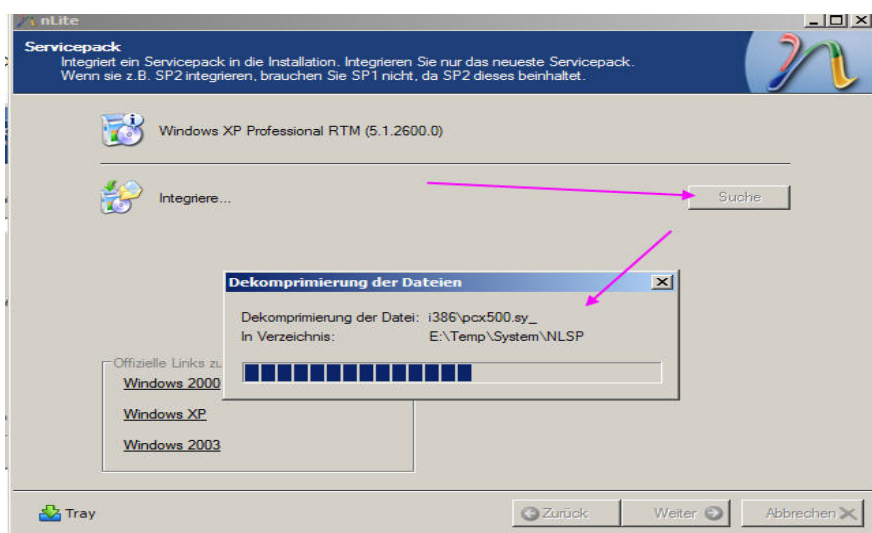 nLite
Servicepack
Integriert ein Servicepack in die Installation. Integrieren Sie nur das neueste Servicepack.
Wenn sie z.B. SP2 integrieren, brauchen Sie SP1 nicht, da SP2 dieses beinhaltet.
Windows XP Professional RTM (5.1.2600.0)
Integriere...
Suche
Dekomprimierung der Dateien
Dekomprimierung der Datei: i386\pcx500.sy_
In Verzeichnis: E:\Temp\System\NLSP
Offizielle Links zu
Windows 2000
Windows XP
Windows 2003
Tray
Zurück
Weiter
Abbrechen